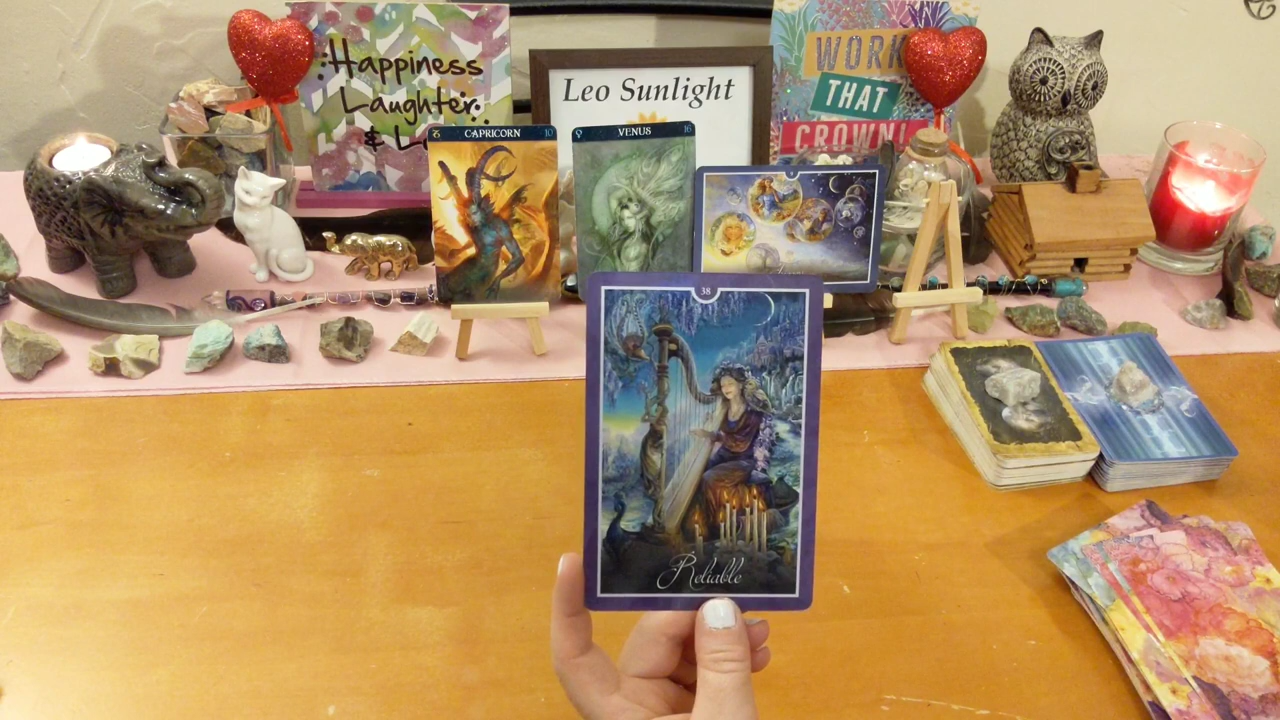 Happiness
Laughter
& L
Leo Sunlight
WORK
THAT
CROWN!
CAPRICORN 10
VENUS 16
38
Reliable